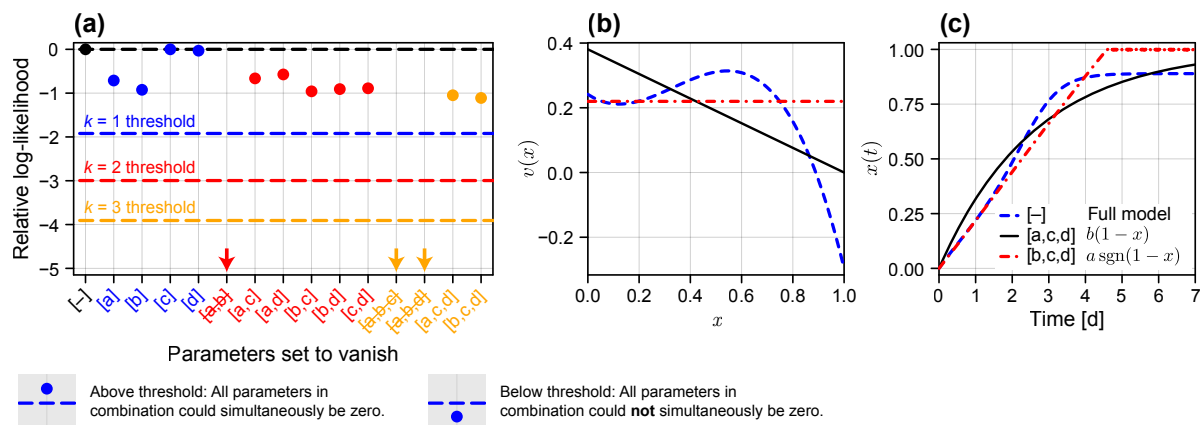 (a)
Relative log-likelihood
0
−1
−2
−3
−4
−5
k = 1 threshold
k = 2 threshold
k = 3 threshold
[–]
[a]
[b]
[c]
[d]
[a,b]
[a,c]
[a,d]
[b,c]
[b,d]
[c,d]
[a,b,c]
[a,b,d]
[a,c,d]
[b,c,d]
Parameters set to vanish
(b)
v(x)
0.4
0.2
0.0
−0.2
0.0 0.2 0.4 0.6 0.8 1.0
x
(c)
x(t)
1.00
0.75
0.50
0.25
0.00
[–] Full model
[a,c,d] b(1 − x)
[b,c,d] a sgn(1 − x)
0 1 2 3 4 5 6 7
Time [d]
Above threshold: All parameters in
combination could simultaneously be zero.
Below threshold: All parameters in
combination could not simultaneously be zero.